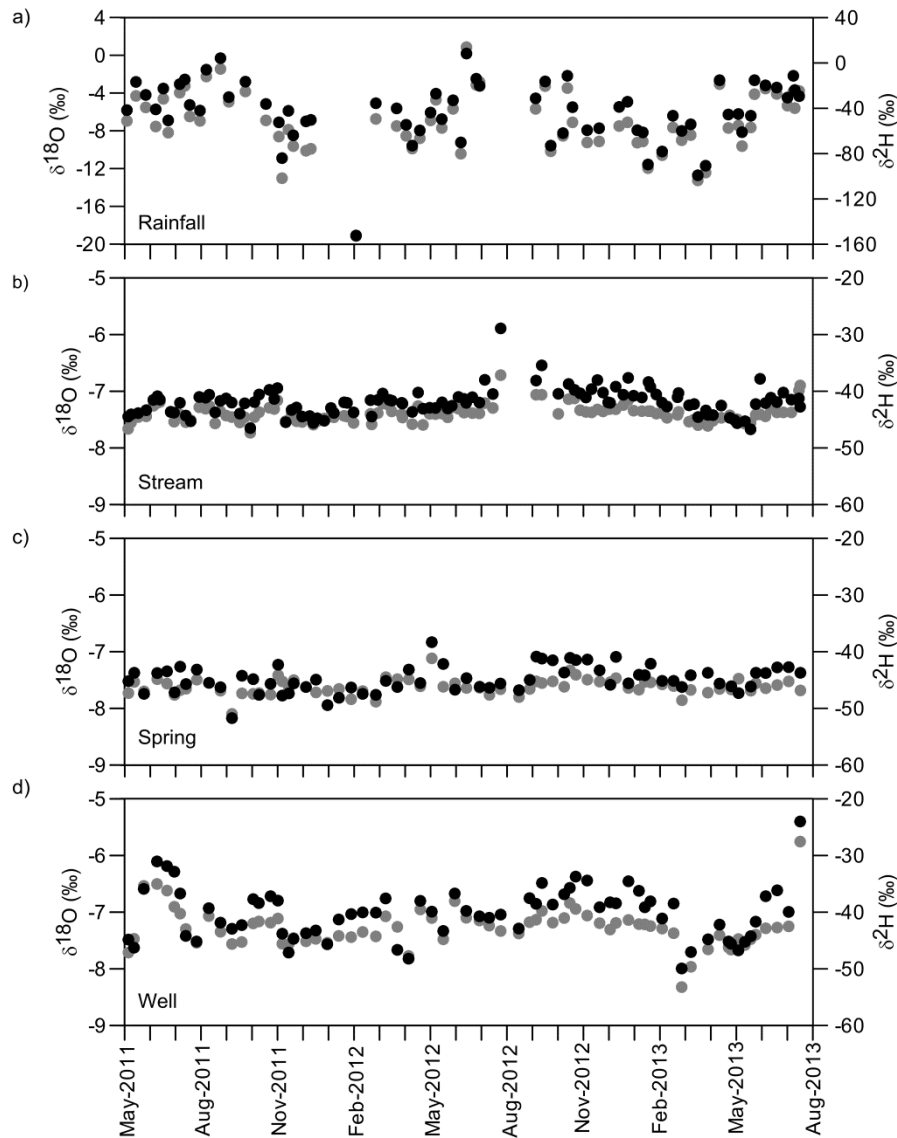 a)
4
0
-4
-8
-12
-16
-20
δ18O (‰)
40
0
-40
-80
-120
-160
δ2H (‰)
Rainfall
b)
-5
-6
-7
-8
-9
δ18O (‰)
-20
-30
-40
-50
-60
δ2H (‰)
Stream
c)
-5
-6
-7
-8
-9
δ18O (‰)
-20
-30
-40
-50
-60
δ2H (‰)
Spring
d)
-5
-6
-7
-8
-9
δ18O (‰)
-20
-30
-40
-50
-60
δ2H (‰)
Well
May-2011
Aug-2011
Nov-2011
Feb-2012
May-2012
Aug-2012
Nov-2012
Feb-2013
May-2013
Aug-2013